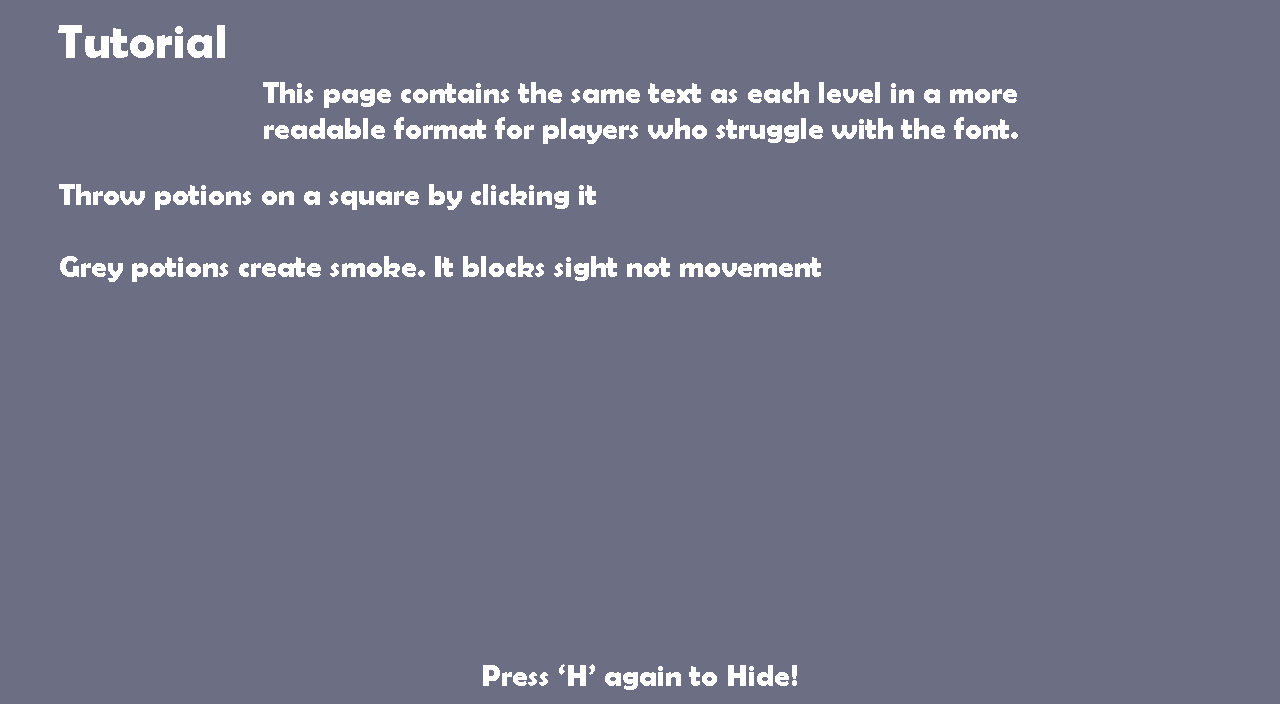 Tutorial
This page contains the same text as each level in a more
readable format for players who struggle with the font.
Throw potions on a square by clicking it
Grey potions create smoke. It blocks sight not movement
Press ‘H’ again to Hide!